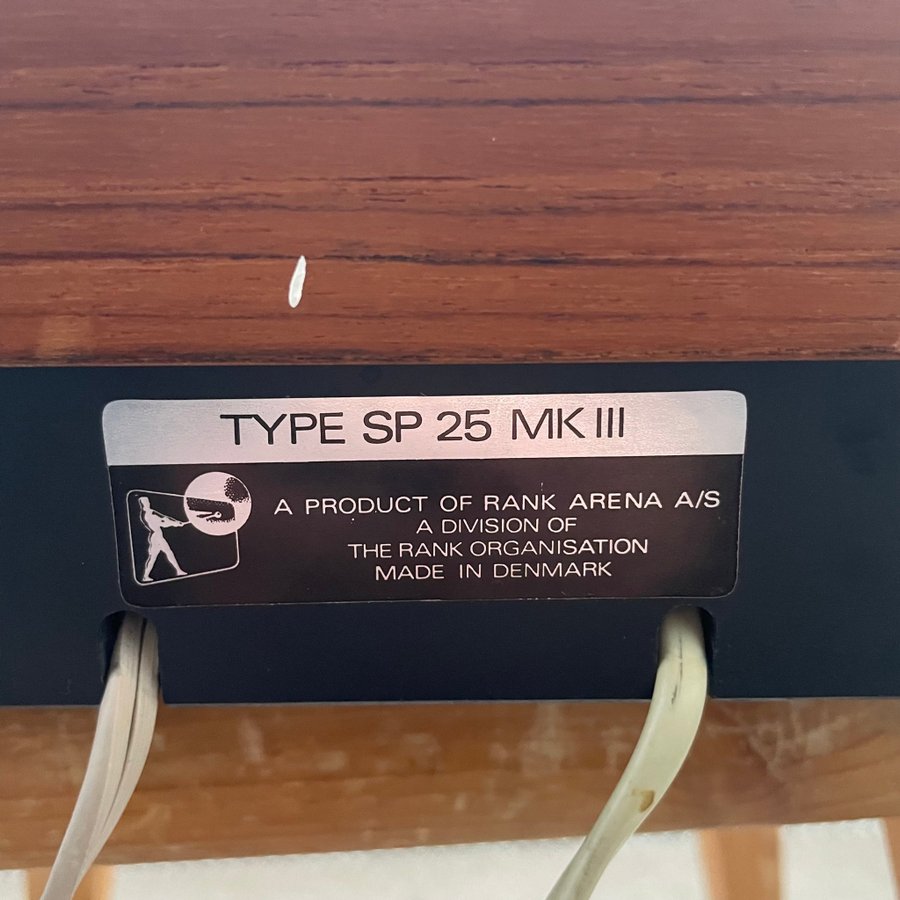 TYPE SP 25 MK III
A PRODUCT OF RANK ARENA A/S
A DIVISION OF
THE RANK ORGANISATION
MADE IN DENMARK